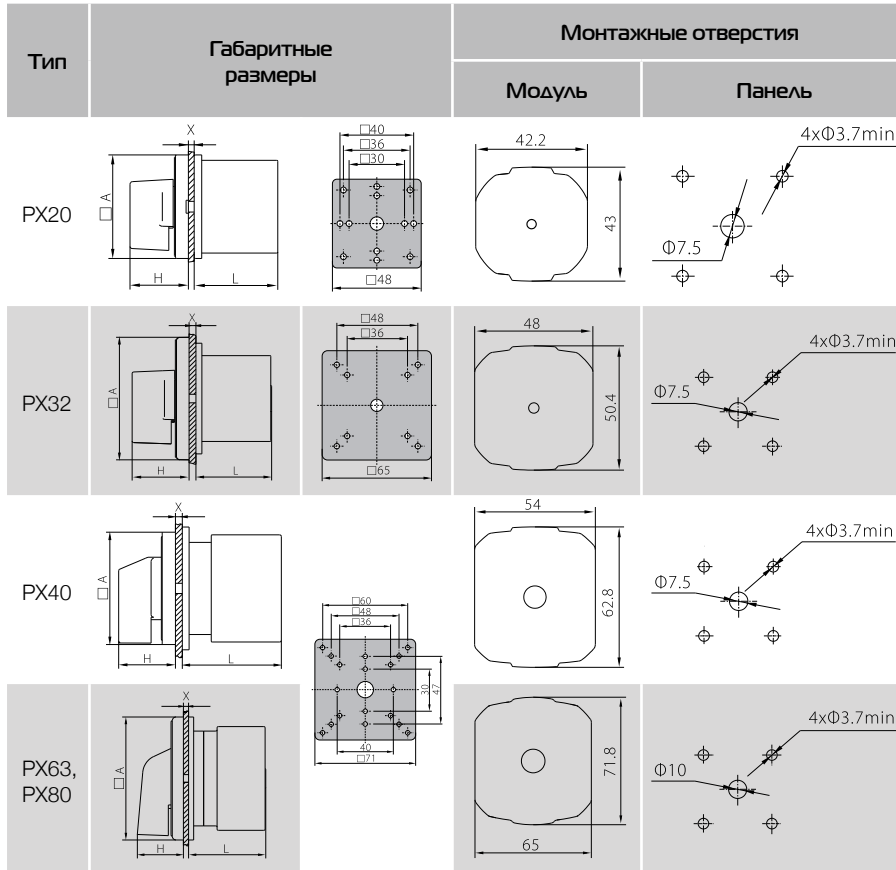 Тип
Габаритные
размеры
Монтажные отверстия
Модуль
Панель
PX20
X
□ A
H
L
□40
□36
□30
□48
42.2
43
4xΦ3.7min
Φ7.5
PX32
X
□ A
H
L
□48
□36
□65
48
50.4
4xΦ3.7min
Φ7.5
PX40
X
□ A
H
L
□60
□48
□36
30
47
40
□71
54
62.8
4xΦ3.7min
Φ7.5
PX63,
PX80
X
□ A
H
L
71.8
65
4xΦ3.7min
Φ10